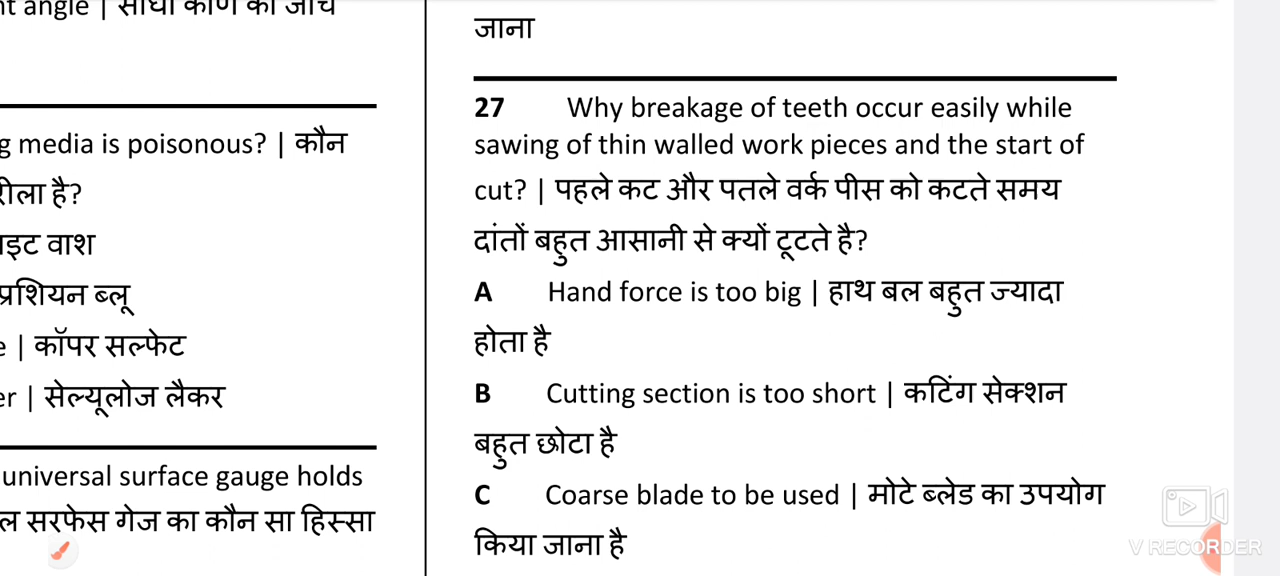 nt angle | सीधा कोण की जाँच
g media is poisonous? | कौन
रीला है?
ाइट वाश
प्रशियन ब्लू
e | कॉपर सल्फेट
er | सेल्यूलोज लैकर
universal surface gauge holds
ल सरफेस गेज का कौन सा हिस्सा
जाना
27 Why breakage of teeth occur easily while
sawing of thin walled work pieces and the start of
cut? | पहले कट और पतले वर्क पीस को कटते समय
दांतों बहुत आसानी से क्यों टूटते है?
A Hand force is too big | हाथ बल बहुत ज्यादा
होता है
B Cutting section is too short | कटिंग सेक्शन
बहुत छोटा है
C Coarse blade to be used | मोटे ब्लेड का उपयोग
किया जाना है
V RECORDER